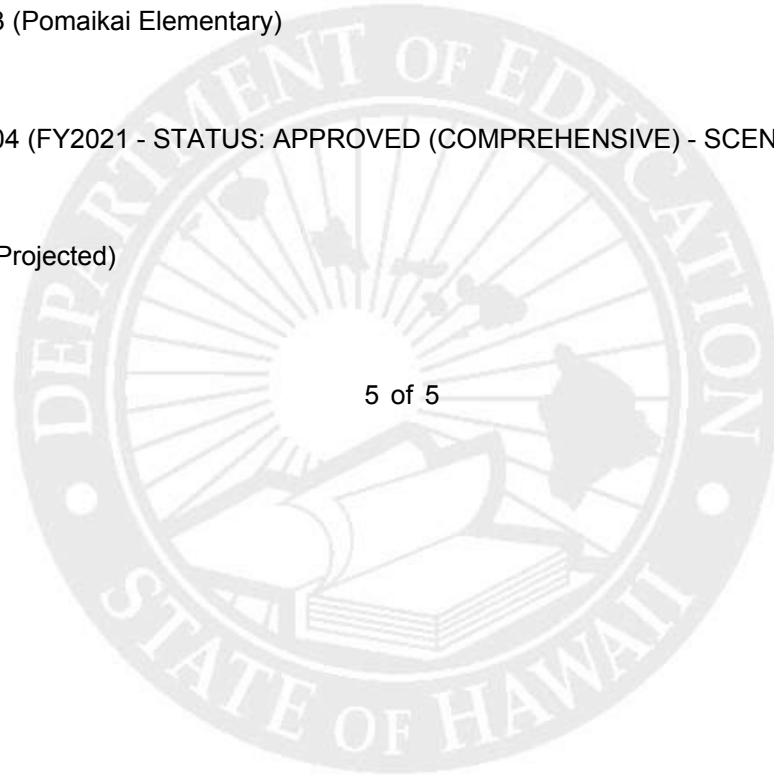 3 (Pomaikai Elementary)
04 (FY2021 - STATUS: APPROVED (COMPREHENSIVE) - SCEN
Projected)
5 of 5
DEPARTMENT OF EDUCATION
STATE OF HAWAII